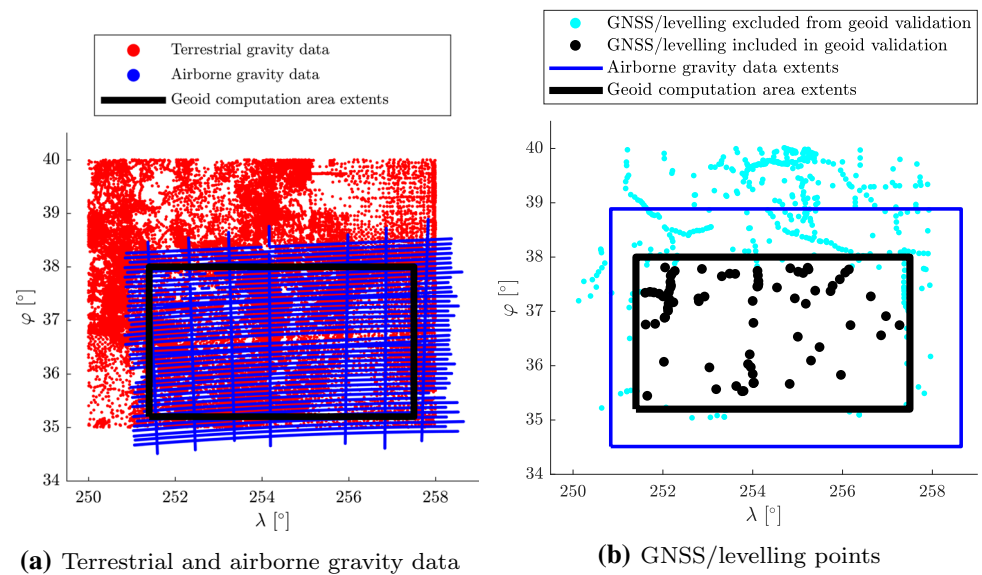 Terrestrial gravity data
Airborne gravity data
Geoid computation area extents
40
39
38
37
36
35
34
φ [°]
250
252
254
256
258
λ [°]
(a) Terrestrial and airborne gravity data
GNSS/levelling excluded from geoid validation
GNSS/levelling included in geoid validation
Airborne gravity data extents
Geoid computation area extents
40
39
38
37
36
35
34
φ [°]
250
252
254
256
258
λ [°]
(b) GNSS/levelling points